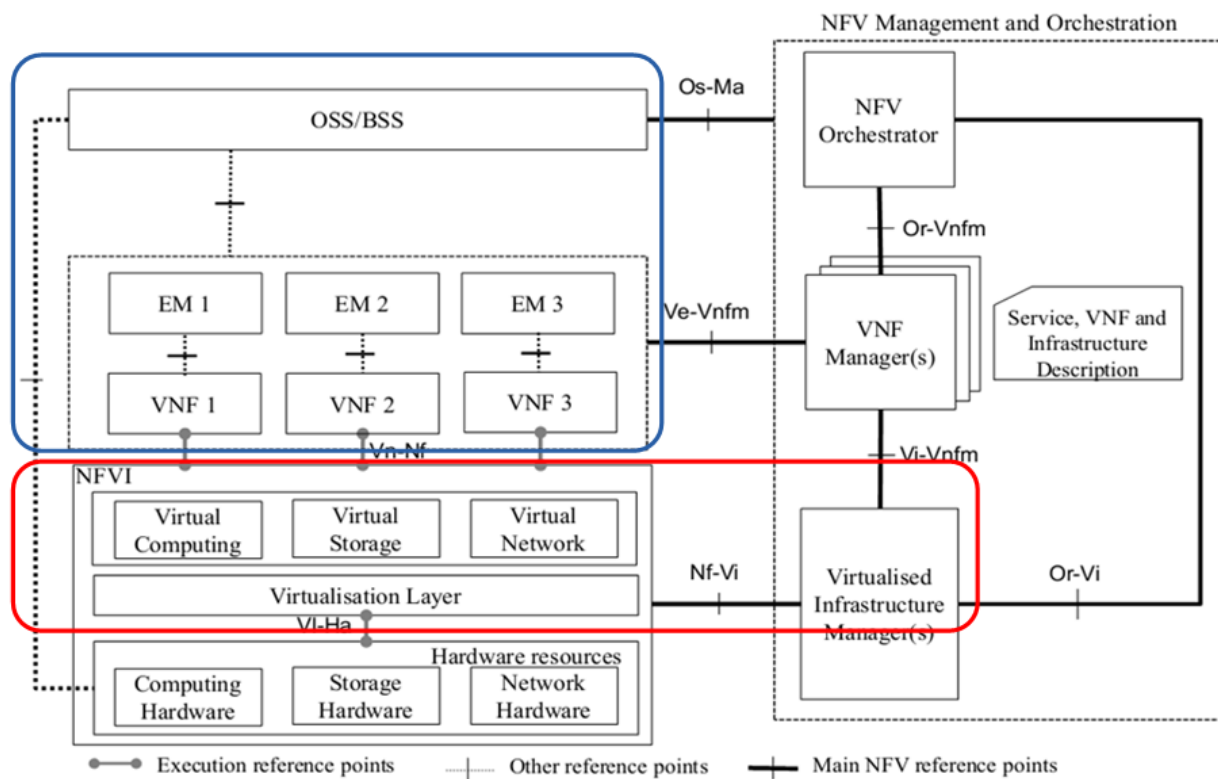 NFV Management and Orchestration
OSS/BSS
Os-Ma
NFV
Orchestrator
Or-Vnfm
EM 1
EM 2
EM 3
Ve-Vnfm
VNF
Manager(s)
Service, VNF and
Infrastructure
Description
VNF 1
VNF 2
VNF 3
Vn-Nf
Vi-Vnfm
NFVI
Virtual
Computing
Virtual
Storage
Virtual
Network
Nf-Vi
Virtualised
Infrastructure
Manager(s)
Or-Vi
Virtualisation Layer
Vl-Ha
Hardware resources
Computing
Hardware
Storage
Hardware
Network
Hardware
Execution reference points
Other reference points
Main NFV reference points